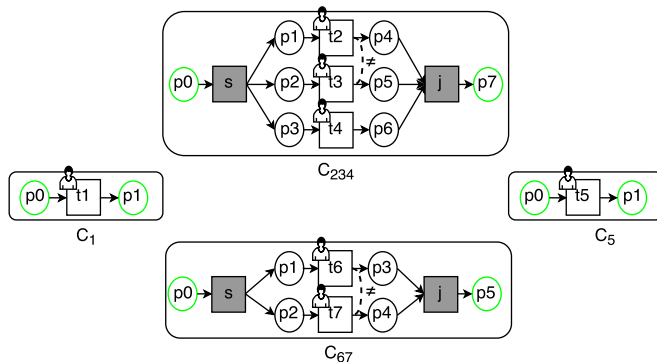 p1 t2 p4
≠
p0 s p2 t3 p5 j p7
p3 t4 p6
C234
p0 t1 p1
C1
p0 t5 p1
C5
p1 t6 p3
≠
p0 s j p5
p2 t7 p4
C67